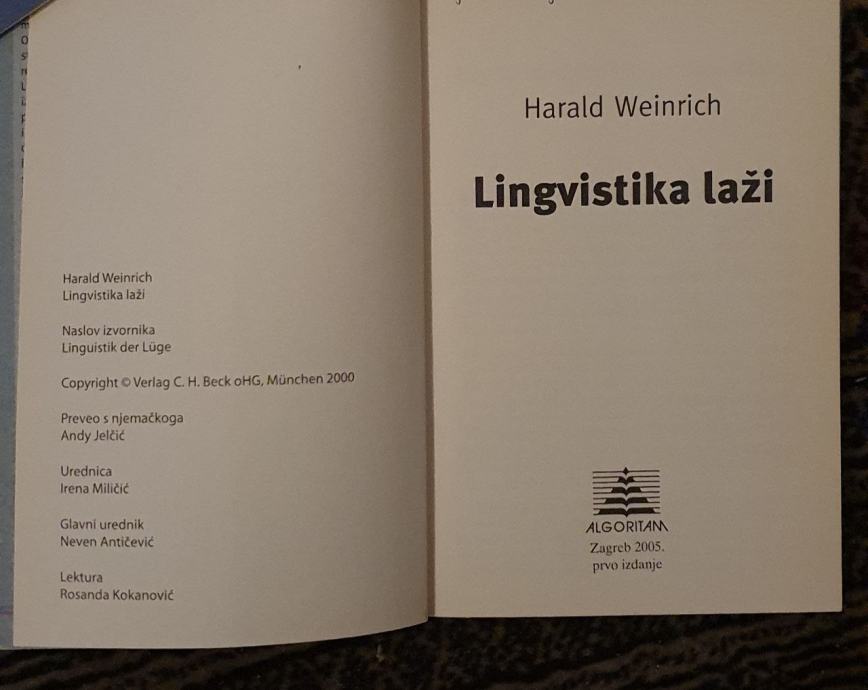 Harald Weinrich
Lingvistika laži
Naslov izvornika
Linguistik der Lüge
Copyright © Verlag C. H. Beck oHG, München 2000
Preveo s njemačkoga
Andy Jelčić
Urednica
Irena Miličić
Glavni urednik
Neven Antičević
Lektura
Rosanda Kokanović
Harald Weinrich
Lingvistika laži
ALGORITAM
Zagreb 2005.
prvo izdanje